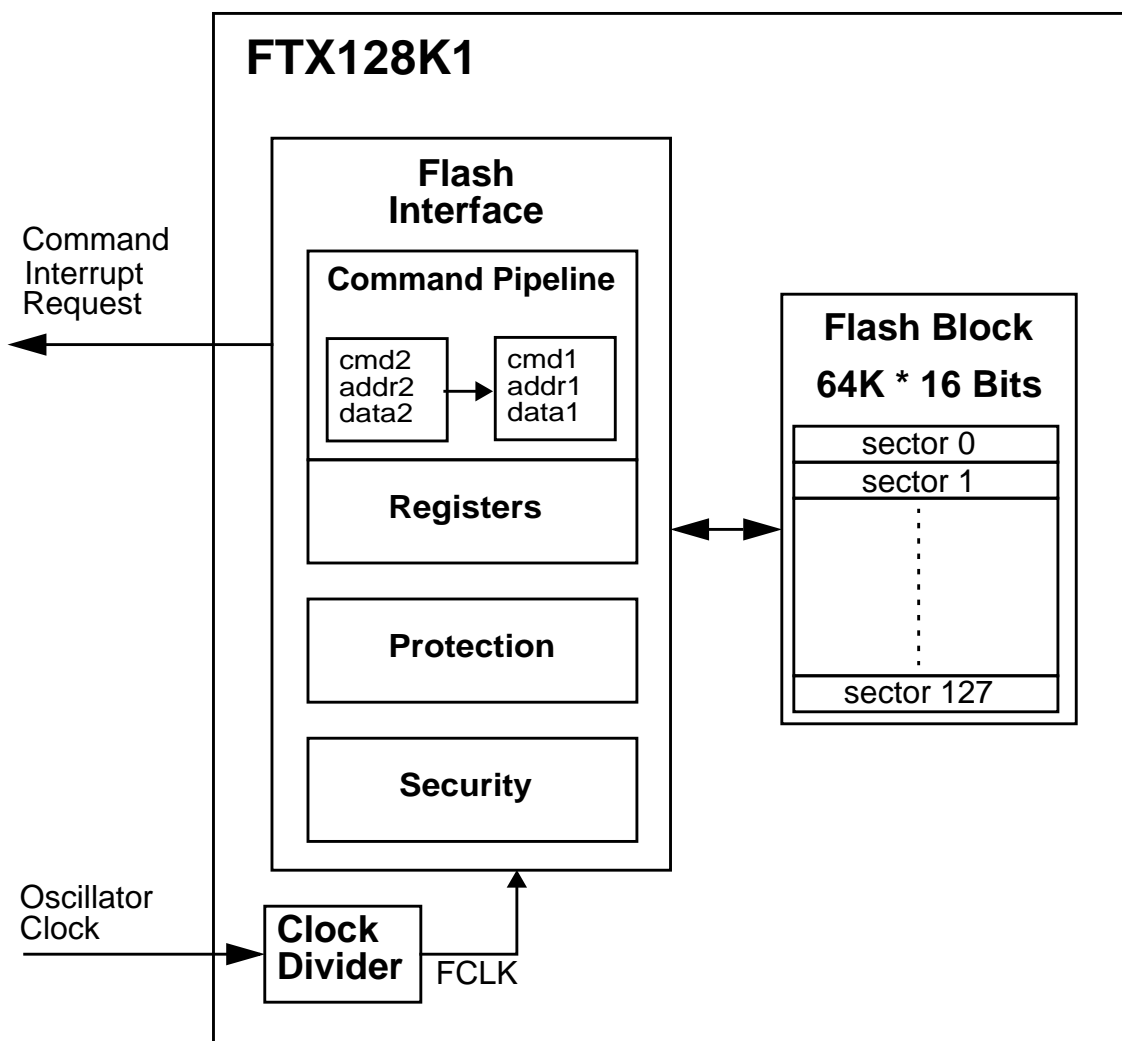 FTX128K1
Flash
Interface
Command
Interrupt
Request
Command Pipeline
cmd2
addr2
data2
cmd1
addr1
data1
Registers
Protection
Security
Flash Block
64K * 16 Bits
sector 0
sector 1
sector 127
Oscillator
Clock
Clock
Divider
FCLK